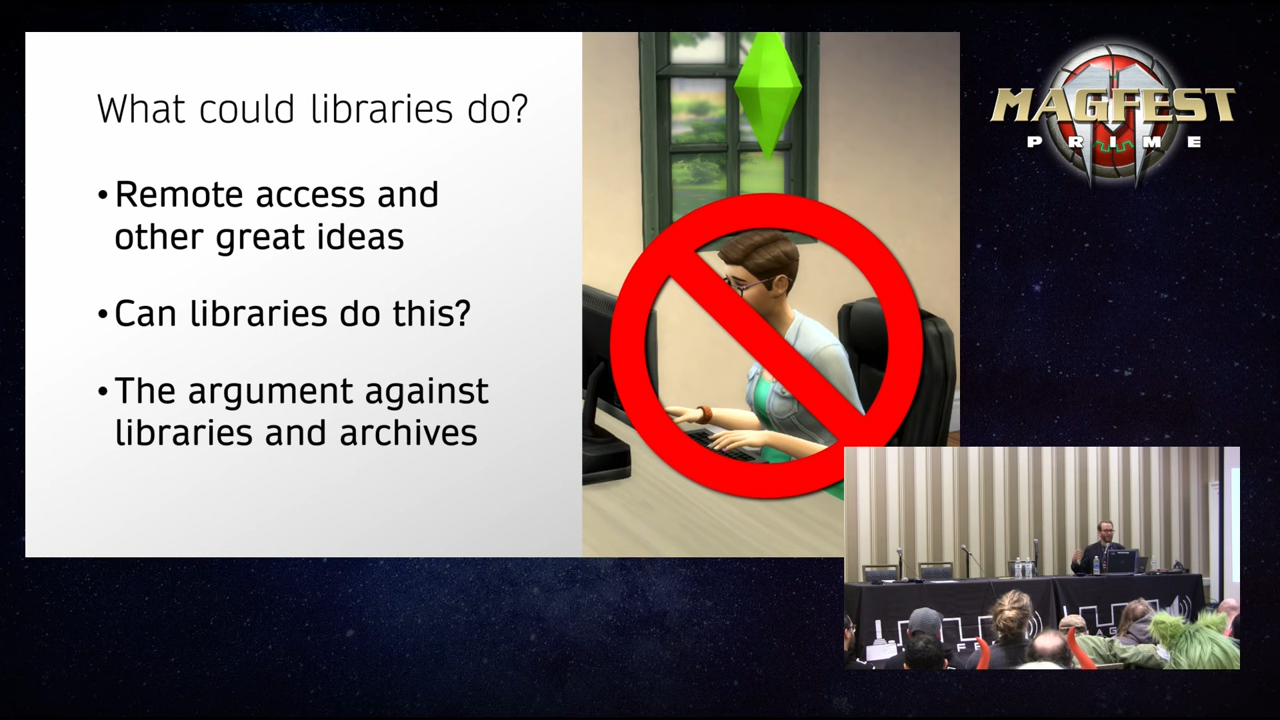 What could libraries do?
• Remote access and
other great ideas
• Can libraries do this?
• The argument against
libraries and archives
MAGFEST
PRIME